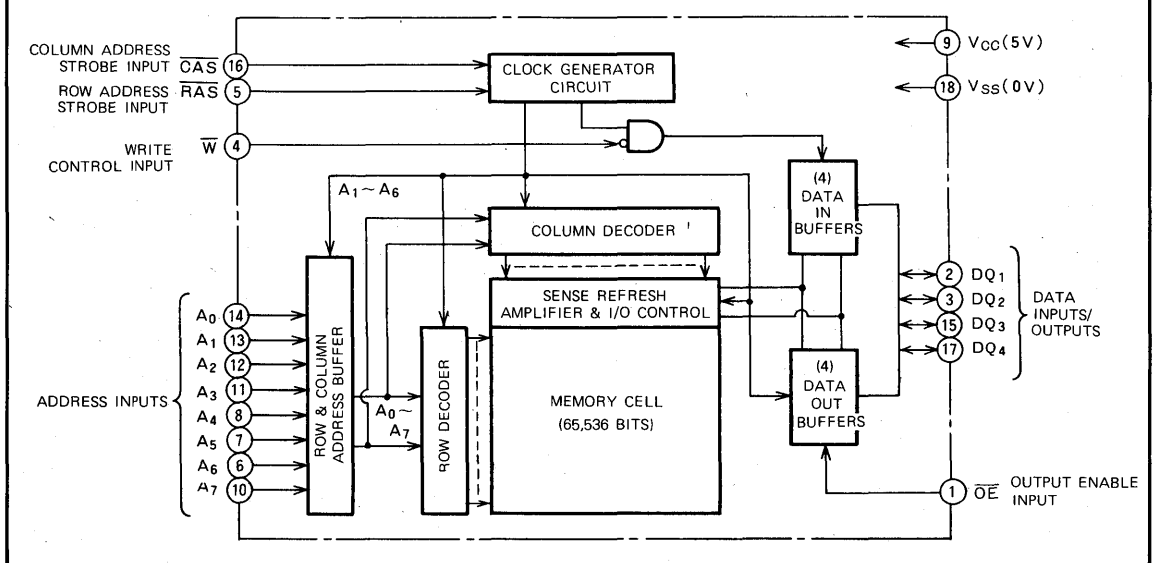 COLUMN ADDRESS
STROBE INPUT CAS 16
ROW ADDRESS RAS 5
STROBE INPUT
WRITE W 4
CONTROL INPUT
CLOCK GENERATOR
CIRCUIT
9 VCC(5V)
18 VSS(0V)
A1~A6
COLUMN DECODER
(4)
DATA
IN
BUFFERS
SENSE REFRESH
AMPLIFIER & I/O CONTROL
2 DQ1
3 DQ2
15 DQ3
17 DQ4
DATA
INPUTS/
OUTPUTS
ADDRESS INPUTS
A0 14
A1 13
A2 12
A3 11
A4 8
A5 7
A6 6
A7 10
ROW & COLUMN
ADDRESS BUFFER
A0~
A7
ROW DECODER
MEMORY CELL
(65,536 BITS)
(4)
DATA
OUT
BUFFERS
1 OE OUTPUT ENABLE
INPUT